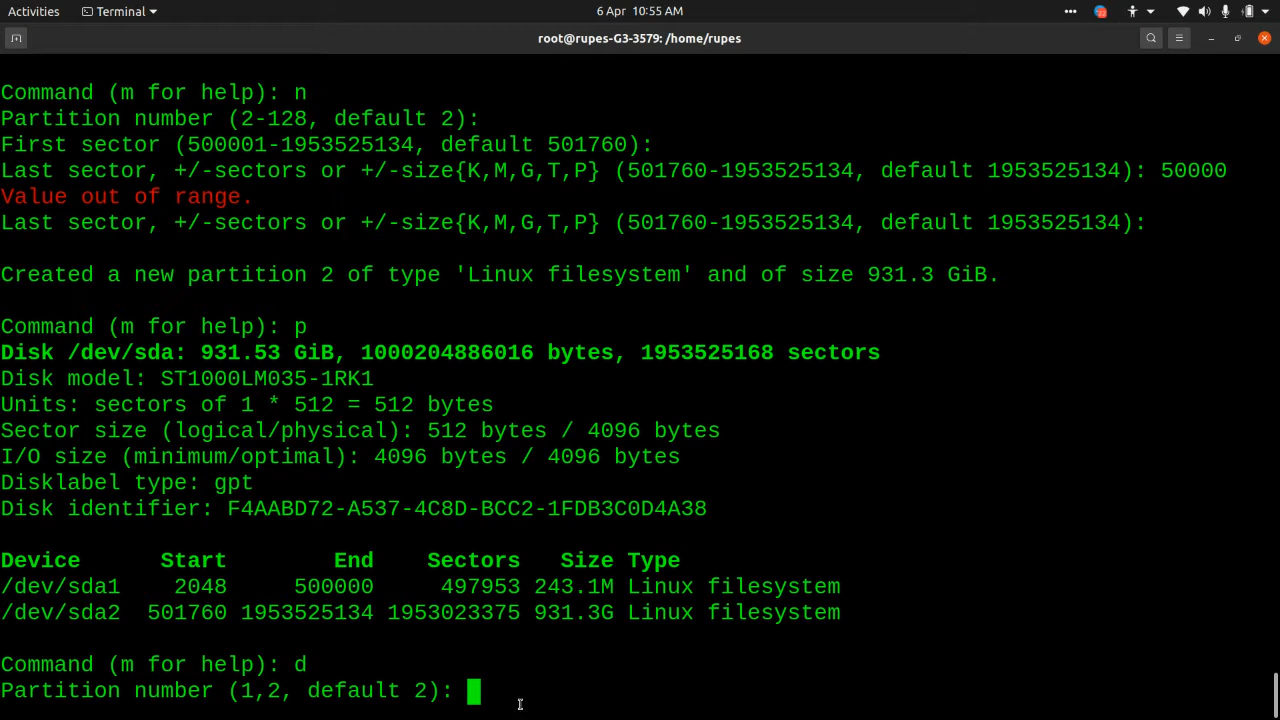 Activities Terminal 6 Apr 10:55 AM
root@rupes-G3-3579: /home/rupes
Command (m for help): n
Partition number (2-128, default 2):
First sector (500001-1953525134, default 501760):
Last sector, +/-sectors or +/-size{K,M,G,T,P} (501760-1953525134, default 1953525134): 50000
Value out of range.
Last sector, +/-sectors or +/-size{K,M,G,T,P} (501760-1953525134, default 1953525134):
Created a new partition 2 of type 'Linux filesystem' and of size 931.3 GiB.
Command (m for help): p
Disk /dev/sda: 931.53 GiB, 1000204886016 bytes, 1953525168 sectors
Disk model: ST1000LM035-1RK1
Units: sectors of 1 * 512 = 512 bytes
Sector size (logical/physical): 512 bytes / 4096 bytes
I/O size (minimum/optimal): 4096 bytes / 4096 bytes
Disklabel type: gpt
Disk identifier: F4AABD72-A537-4C8D-BCC2-1FDB3C0D4A38
Device Start End Sectors Size Type
/dev/sda1 2048 500000 497953 243.1M Linux filesystem
/dev/sda2 501760 1953525134 1953023375 931.3G Linux filesystem
Command (m for help): d
Partition number (1,2, default 2):